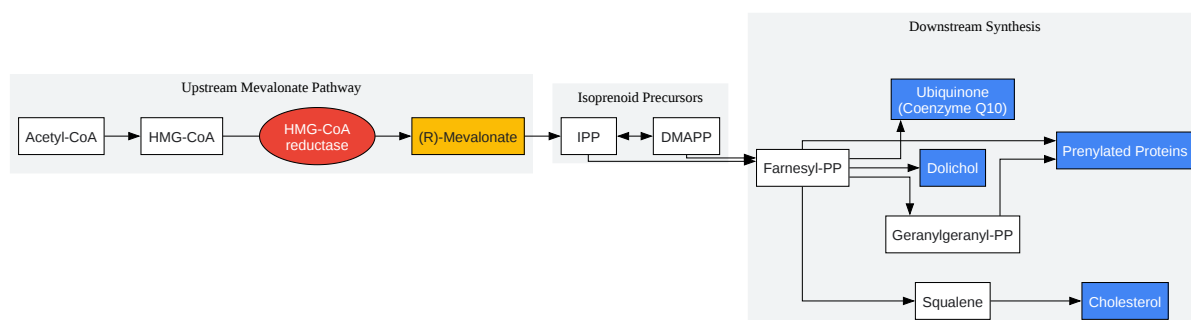 Downstream Synthesis
Upstream Mevalonate Pathway
Isoprenoid Precursors
Acetyl-CoA
HMG-CoA
HMG-CoA
reductase
(R)-Mevalonate
IPP
DMAPP
Farnesyl-PP
Ubiquinone
(Coenzyme Q10)
Prenylated Proteins
Dolichol
Geranylgeranyl-PP
Squalene
Cholesterol